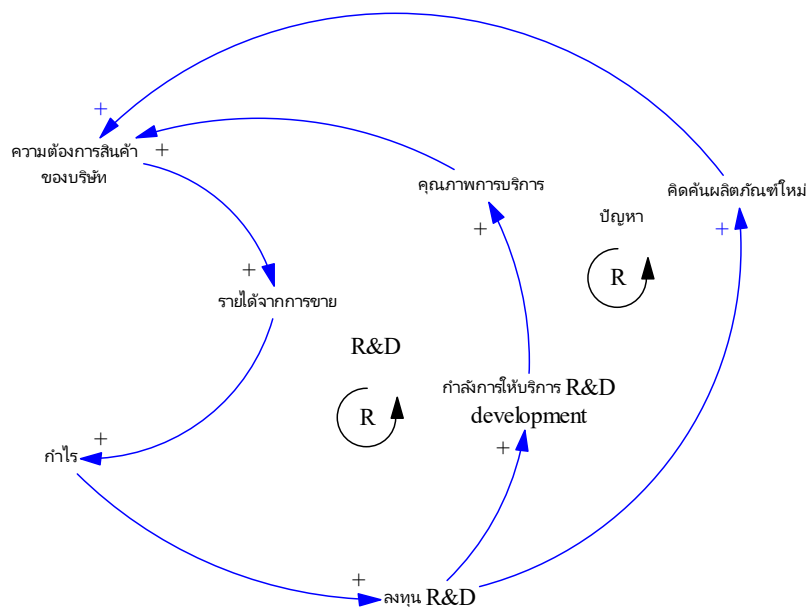 +
ความต้องการสินค้า +
ของบริษัท
คุณภาพการบริการ
คิดค้นผลิตภัณฑ์ใหม่
ปัญหา
+
+
+
R
รายได้จากการขาย
R&D
กำลังการให้บริการ R&D
development
R
+
+
กำไร
+
ลงทุน R&D